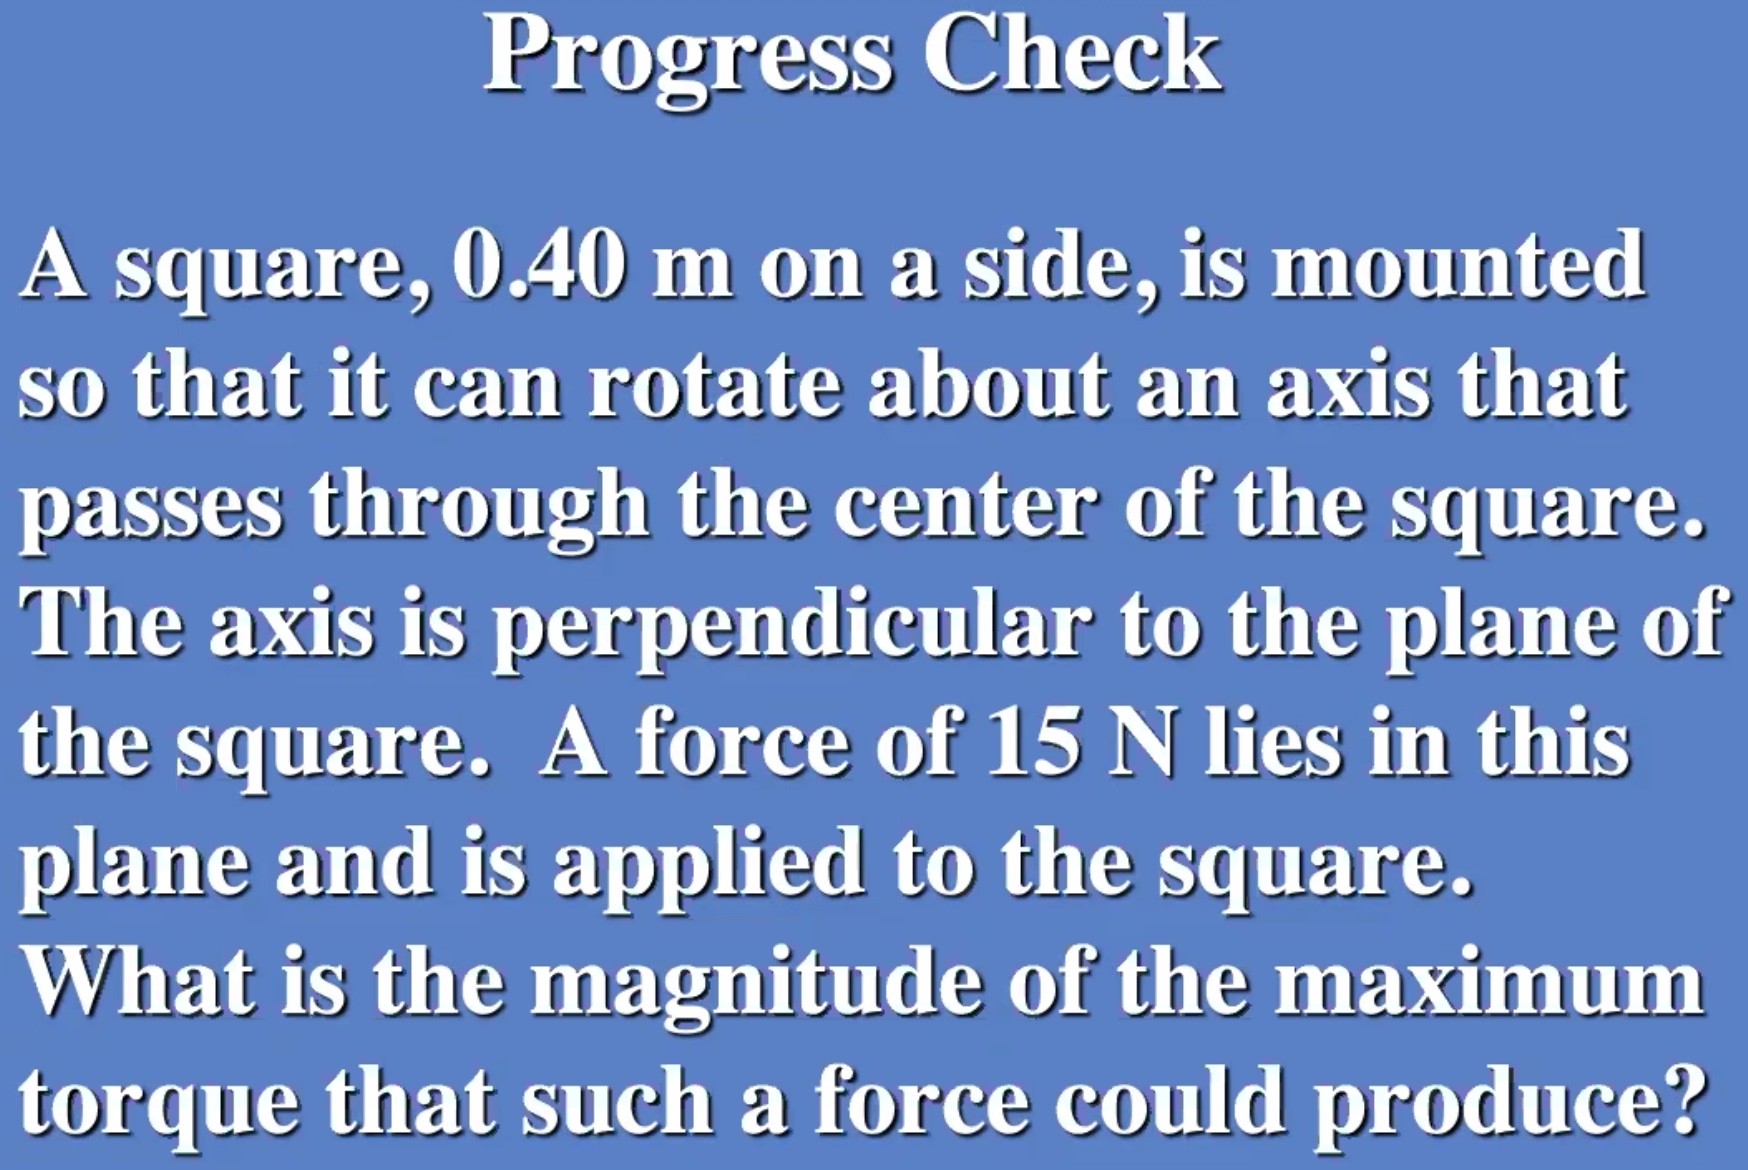 Progress Check
A square, 0.40 m on a side, is mounted
so that it can rotate about an axis that
passes through the center of the square.
The axis is perpendicular to the plane of
the square.  A force of 15 N lies in this
plane and is applied to the square.
What is the magnitude of the maximum
torque that such a force could produce?